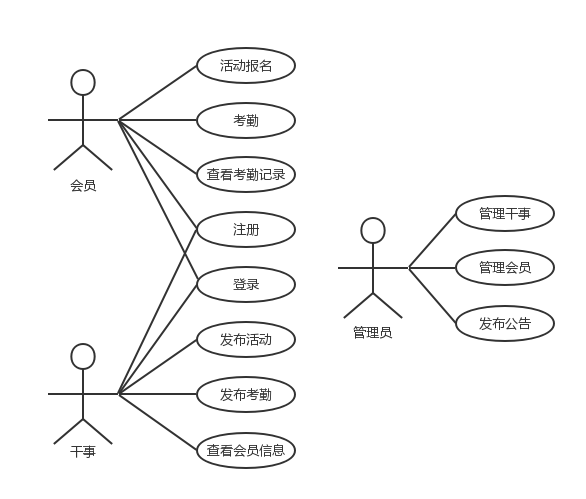 活动报名
考勤
查看考勤记录
会员
注册
登录
发布活动
发布考勤
干事
查看会员信息
管理干事
管理会员
发布公告
管理员